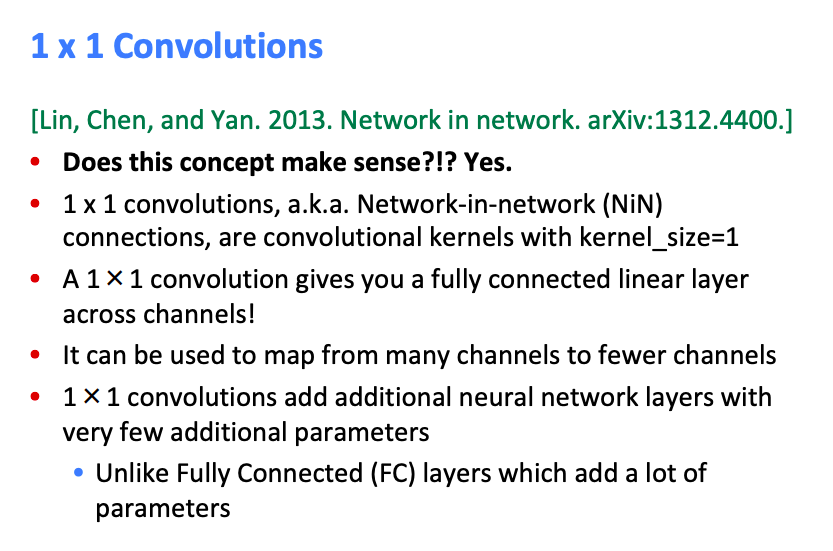 1 x 1 Convolutions
[Lin, Chen, and Yan. 2013. Network in network. arXiv:1312.4400.]
• Does this concept make sense?!? Yes.
• 1 x 1 convolutions, a.k.a. Network-in-network (NiN)
connections, are convolutional kernels with kernel_size=1
• A 1 × 1 convolution gives you a fully connected linear layer
across channels!
• It can be used to map from many channels to fewer channels
• 1 × 1 convolutions add additional neural network layers with
very few additional parameters
• Unlike Fully Connected (FC) layers which add a lot of
parameters